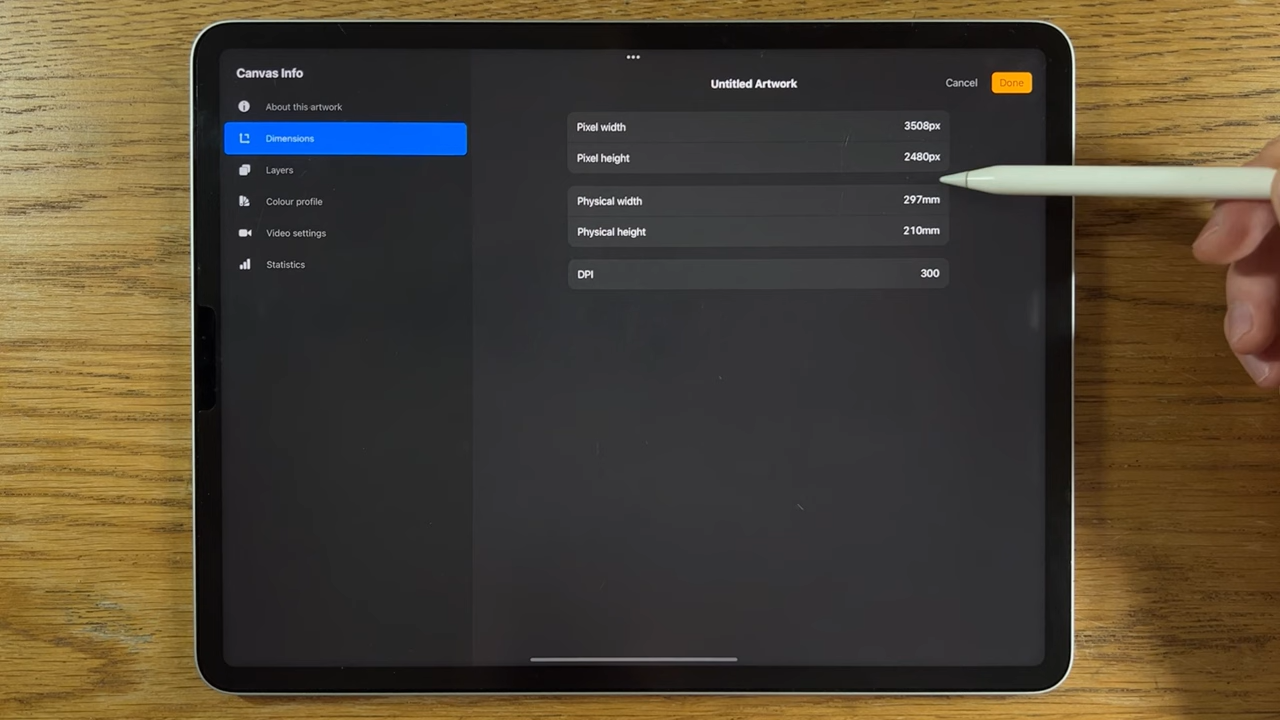 Canvas Info
About this artwork
Dimensions
Layers
Colour profile
Video settings
Statistics
Untitled Artwork
Cancel
Done
Pixel width 3508px
Pixel height 2480px
Physical width 297mm
Physical height 210mm
DPI 300